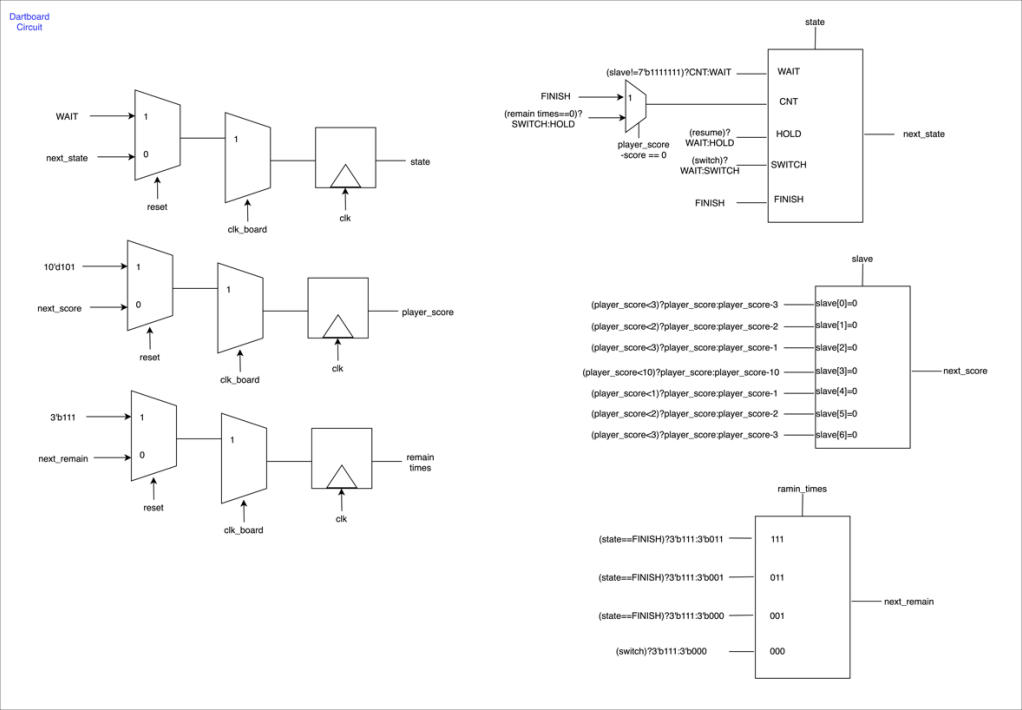 Dartboard
Circuit
WAIT
1
next_state
0
reset
1
clk_board
clk
state
10'd101
1
next_score
0
reset
1
clk_board
clk
player_score
3'b111
1
next_remain
0
reset
1
clk_board
clk
remain
times
state
(slave!=7'b1111111)?CNT:WAIT
WAIT
FINISH
1
(remain times==0)?
SWITCH:HOLD
player_score
-score == 0
CNT
(resume)?
WAIT:HOLD
HOLD
(switch)?
WAIT:SWITCH
SWITCH
FINISH
FINISH
next_state
slave
(player_score<3)?player_score:player_score-3
slave[0]=0
(player_score<2)?player_score:player_score-2
slave[1]=0
(player_score<3)?player_score:player_score-1
slave[2]=0
(player_score<10)?player_score:player_score-10
slave[3]=0
(player_score<1)?player_score:player_score-1
slave[4]=0
(player_score<2)?player_score:player_score-2
slave[5]=0
(player_score<3)?player_score:player_score-3
slave[6]=0
next_score
ramin_times
(state==FINISH)?3'b111:3'b011
111
(state==FINISH)?3'b111:3'b001
011
(state==FINISH)?3'b111:3'b000
001
(switch)?3'b111:3'b000
000
next_remain